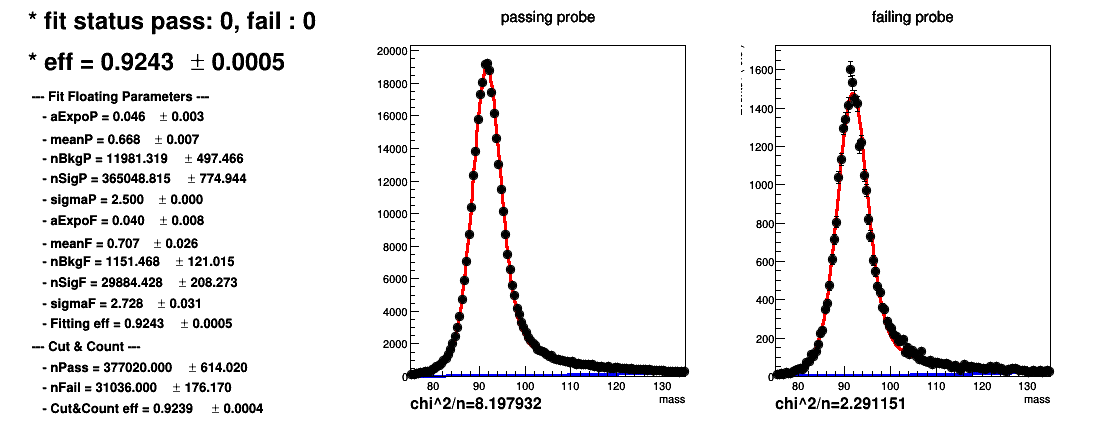 * fit status pass: 0, fail : 0
* eff = 0.9243 ± 0.0005
--- Fit Floating Parameters ---
- aExpoP = 0.046 ± 0.003
- meanP = 0.668 ± 0.007
- nBkgP = 11981.319 ± 497.466
- nSigP = 365048.815 ± 774.944
- sigmaP = 2.500 ± 0.000
- aExpoF = 0.040 ± 0.008
- meanF = 0.707 ± 0.026
- nBkgF = 1151.468 ± 121.015
- nSigF = 29884.428 ± 208.273
- sigmaF = 2.728 ± 0.031
- Fitting eff = 0.9243 ± 0.0005
--- Cut & Count ---
- nPass = 377020.000 ± 614.020
- nFail = 31036.000 ± 176.170
- Cut&Count eff = 0.9239 ± 0.0004
passing probe
20000
18000
16000
14000
12000
10000
8000
6000
4000
2000
0
80 90 100 110 120 130
mass
chi^2/n=8.197932
failing probe
1600
1400
1200
1000
800
600
400
200
0
80 90 100 110 120 130
mass
chi^2/n=2.291151